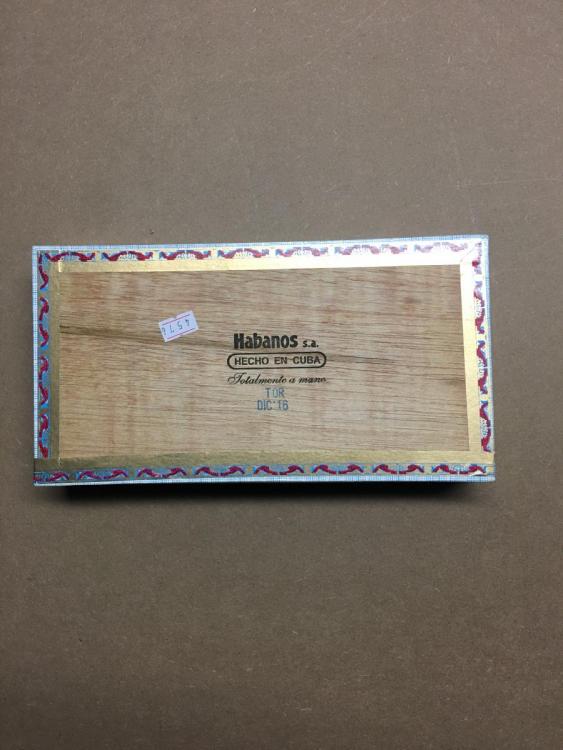 Habanos s.a.
HECHO EN CUBA
Totalmente a mano
TOR
DIC 16